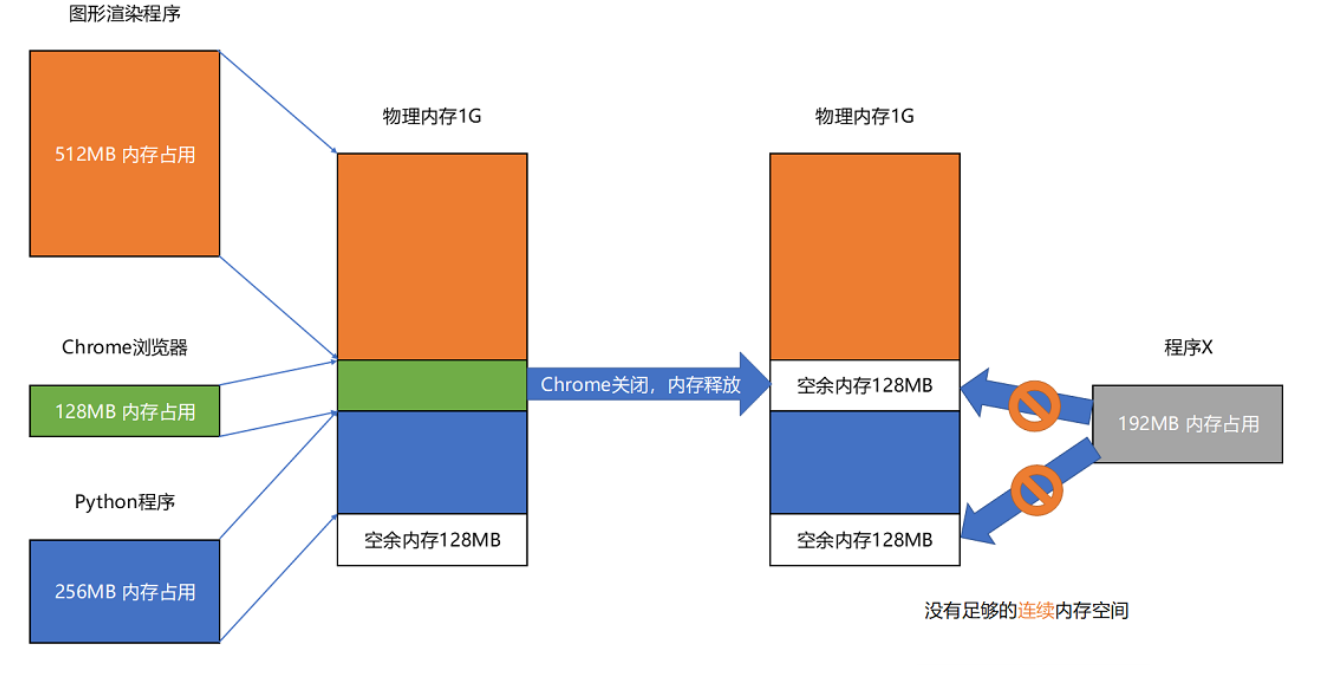 图形渲染程序
512MB 内存占用
Chrome浏览器
128MB 内存占用
Python程序
256MB 内存占用
物理内存1G
空余内存128MB
Chrome关闭，内存释放
物理内存1G
空余内存128MB
空余内存128MB
程序X
192MB 内存占用
没有足够的连续内存空间